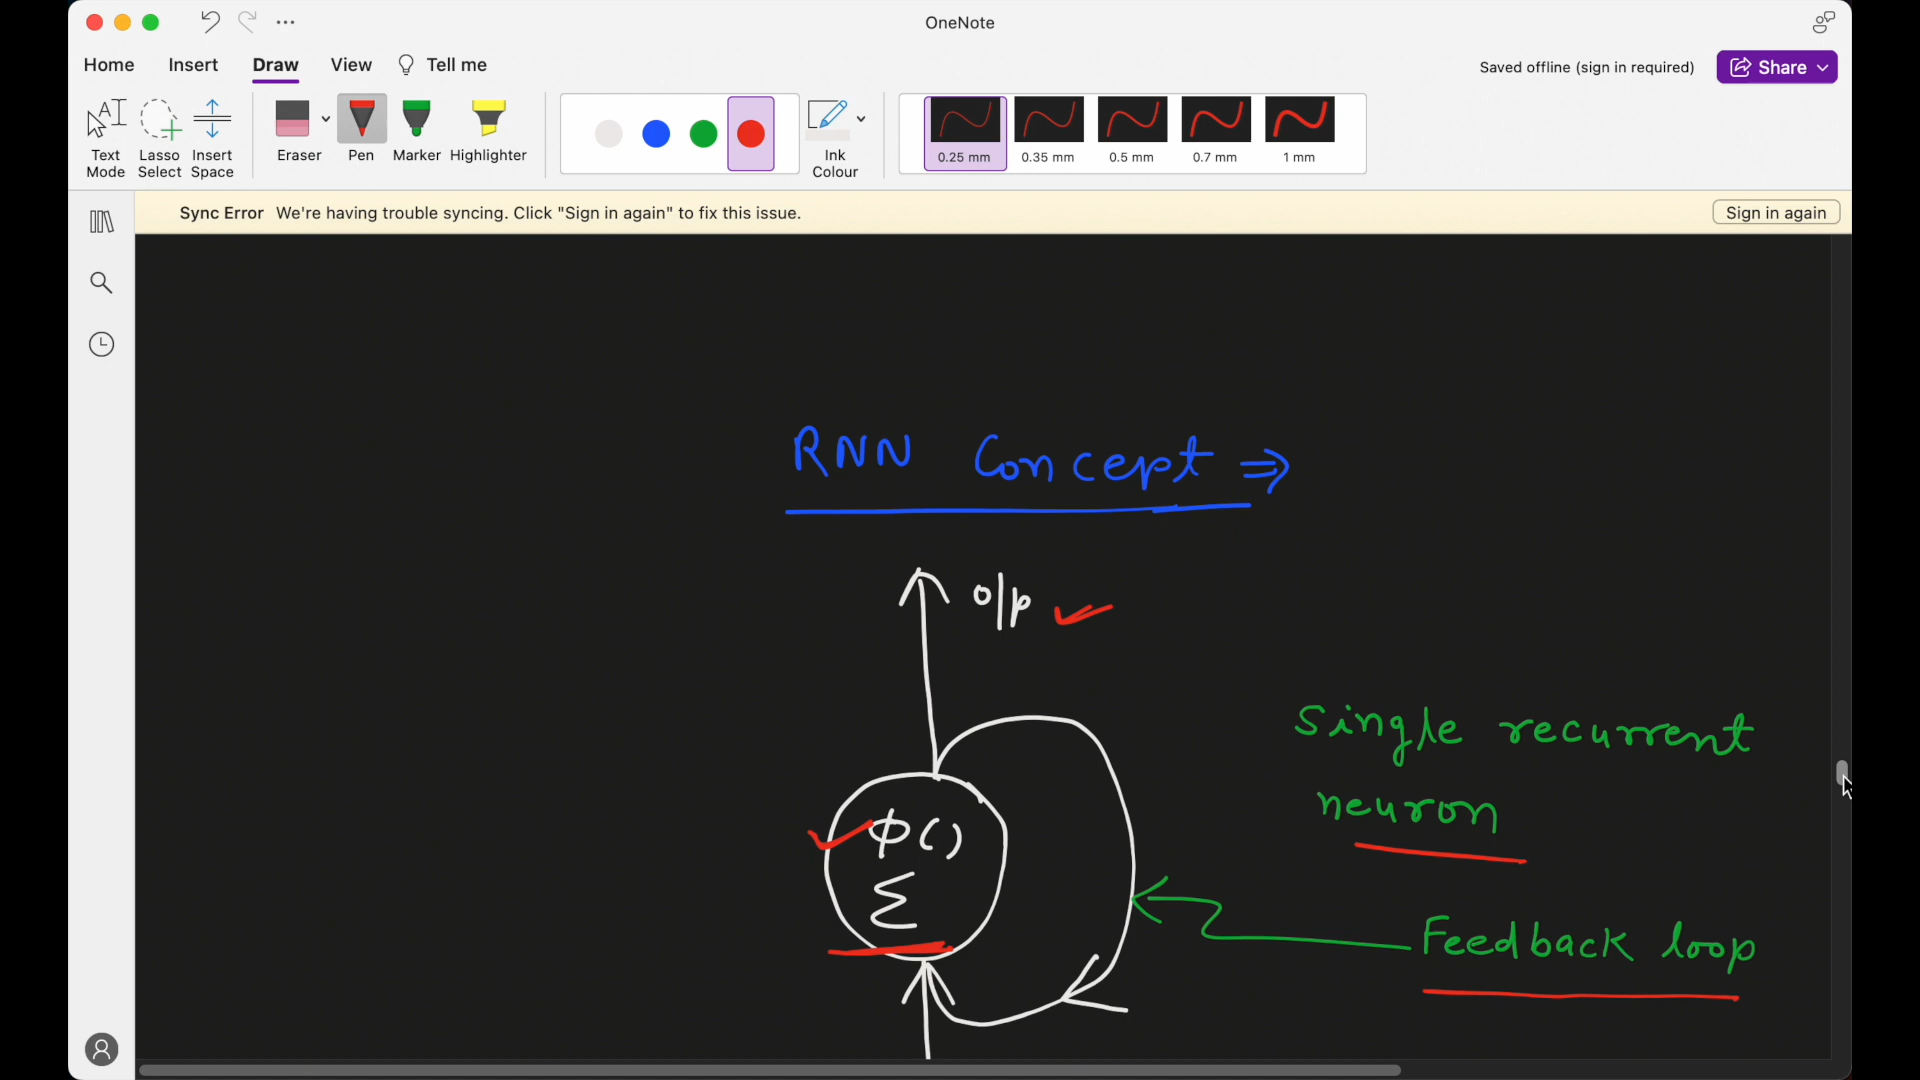 OneNote
Home Insert Draw View Tell me
Saved offline (sign in required)
Share
Text Mode
Lasso Select
Insert Space
Eraser
Pen
Marker
Highlighter
Ink Colour
0.25 mm
0.35 mm
0.5 mm
0.7 mm
1 mm
Sync Error We're having trouble syncing. Click "Sign in again" to fix this issue.
Sign in again
RNN Concept ⇒
o/p
Single recurrent
neuron
ϕ()
Σ
Feedback loop